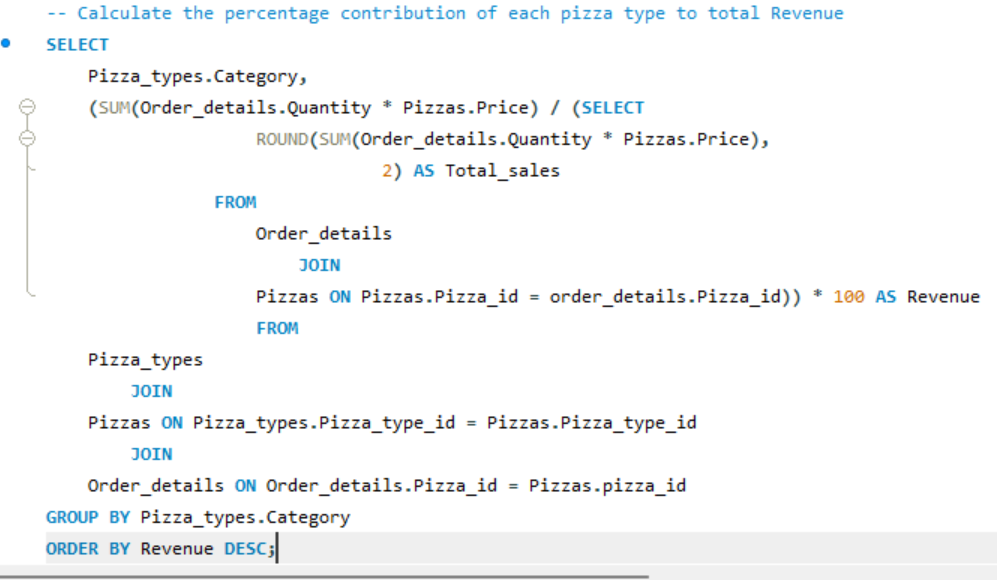 -- Calculate the percentage contribution of each pizza type to total Revenue
SELECT
Pizza_types.Category,
(SUM(Order_details.Quantity * Pizzas.Price) / (SELECT
ROUND(SUM(Order_details.Quantity * Pizzas.Price),
2) AS Total_sales
FROM
Order_details
JOIN
Pizzas ON Pizzas.Pizza_id = order_details.Pizza_id)) * 100 AS Revenue
FROM
Pizza_types
JOIN
Pizzas ON Pizza_types.Pizza_type_id = Pizzas.Pizza_type_id
JOIN
Order_details ON Order_details.Pizza_id = Pizzas.pizza_id
GROUP BY Pizza_types.Category
ORDER BY Revenue DESC;